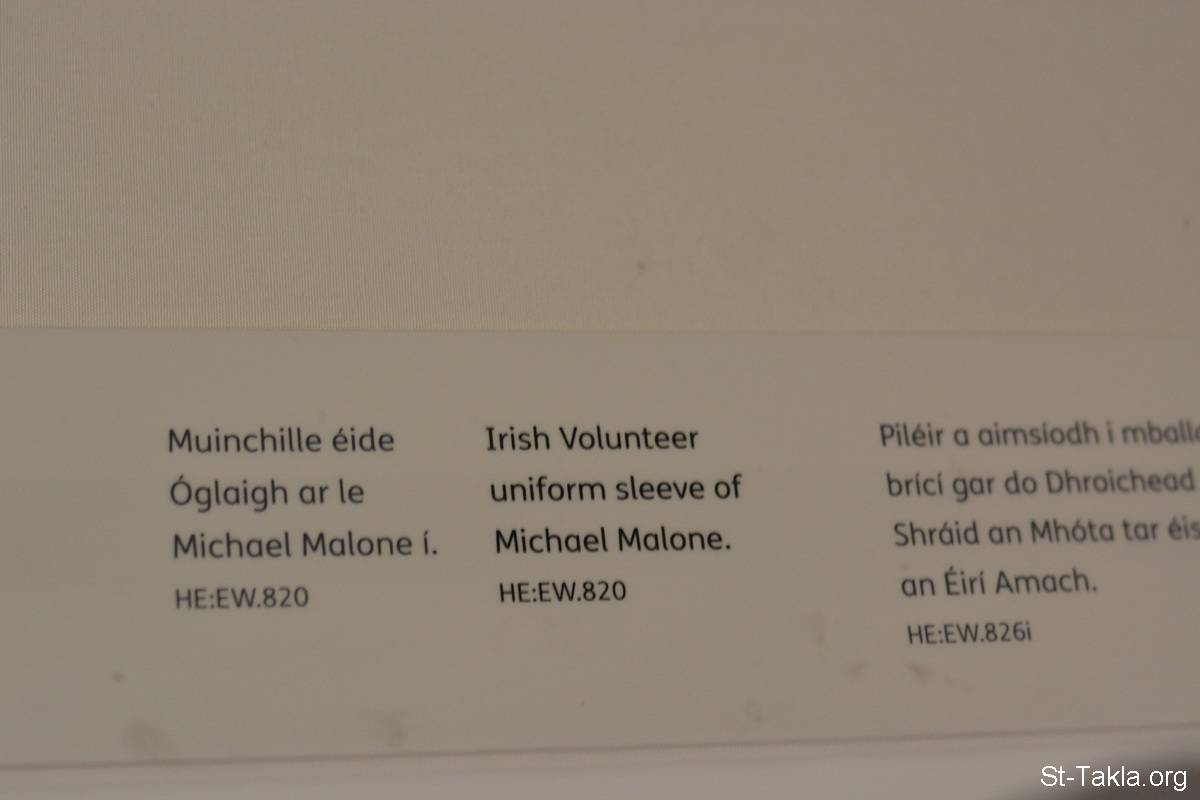 Muinchille éide
Óglaigh ar le
Michael Malone í.
HE:EW.820
Irish Volunteer
uniform sleeve of
Michael Malone.
HE:EW.820
Piléir a aimsíodh i
brící gar do Dhroichead
Shráid an Mhóta tar éis
an Éirí Amach.
HE:EW.826i
St-Takla.org